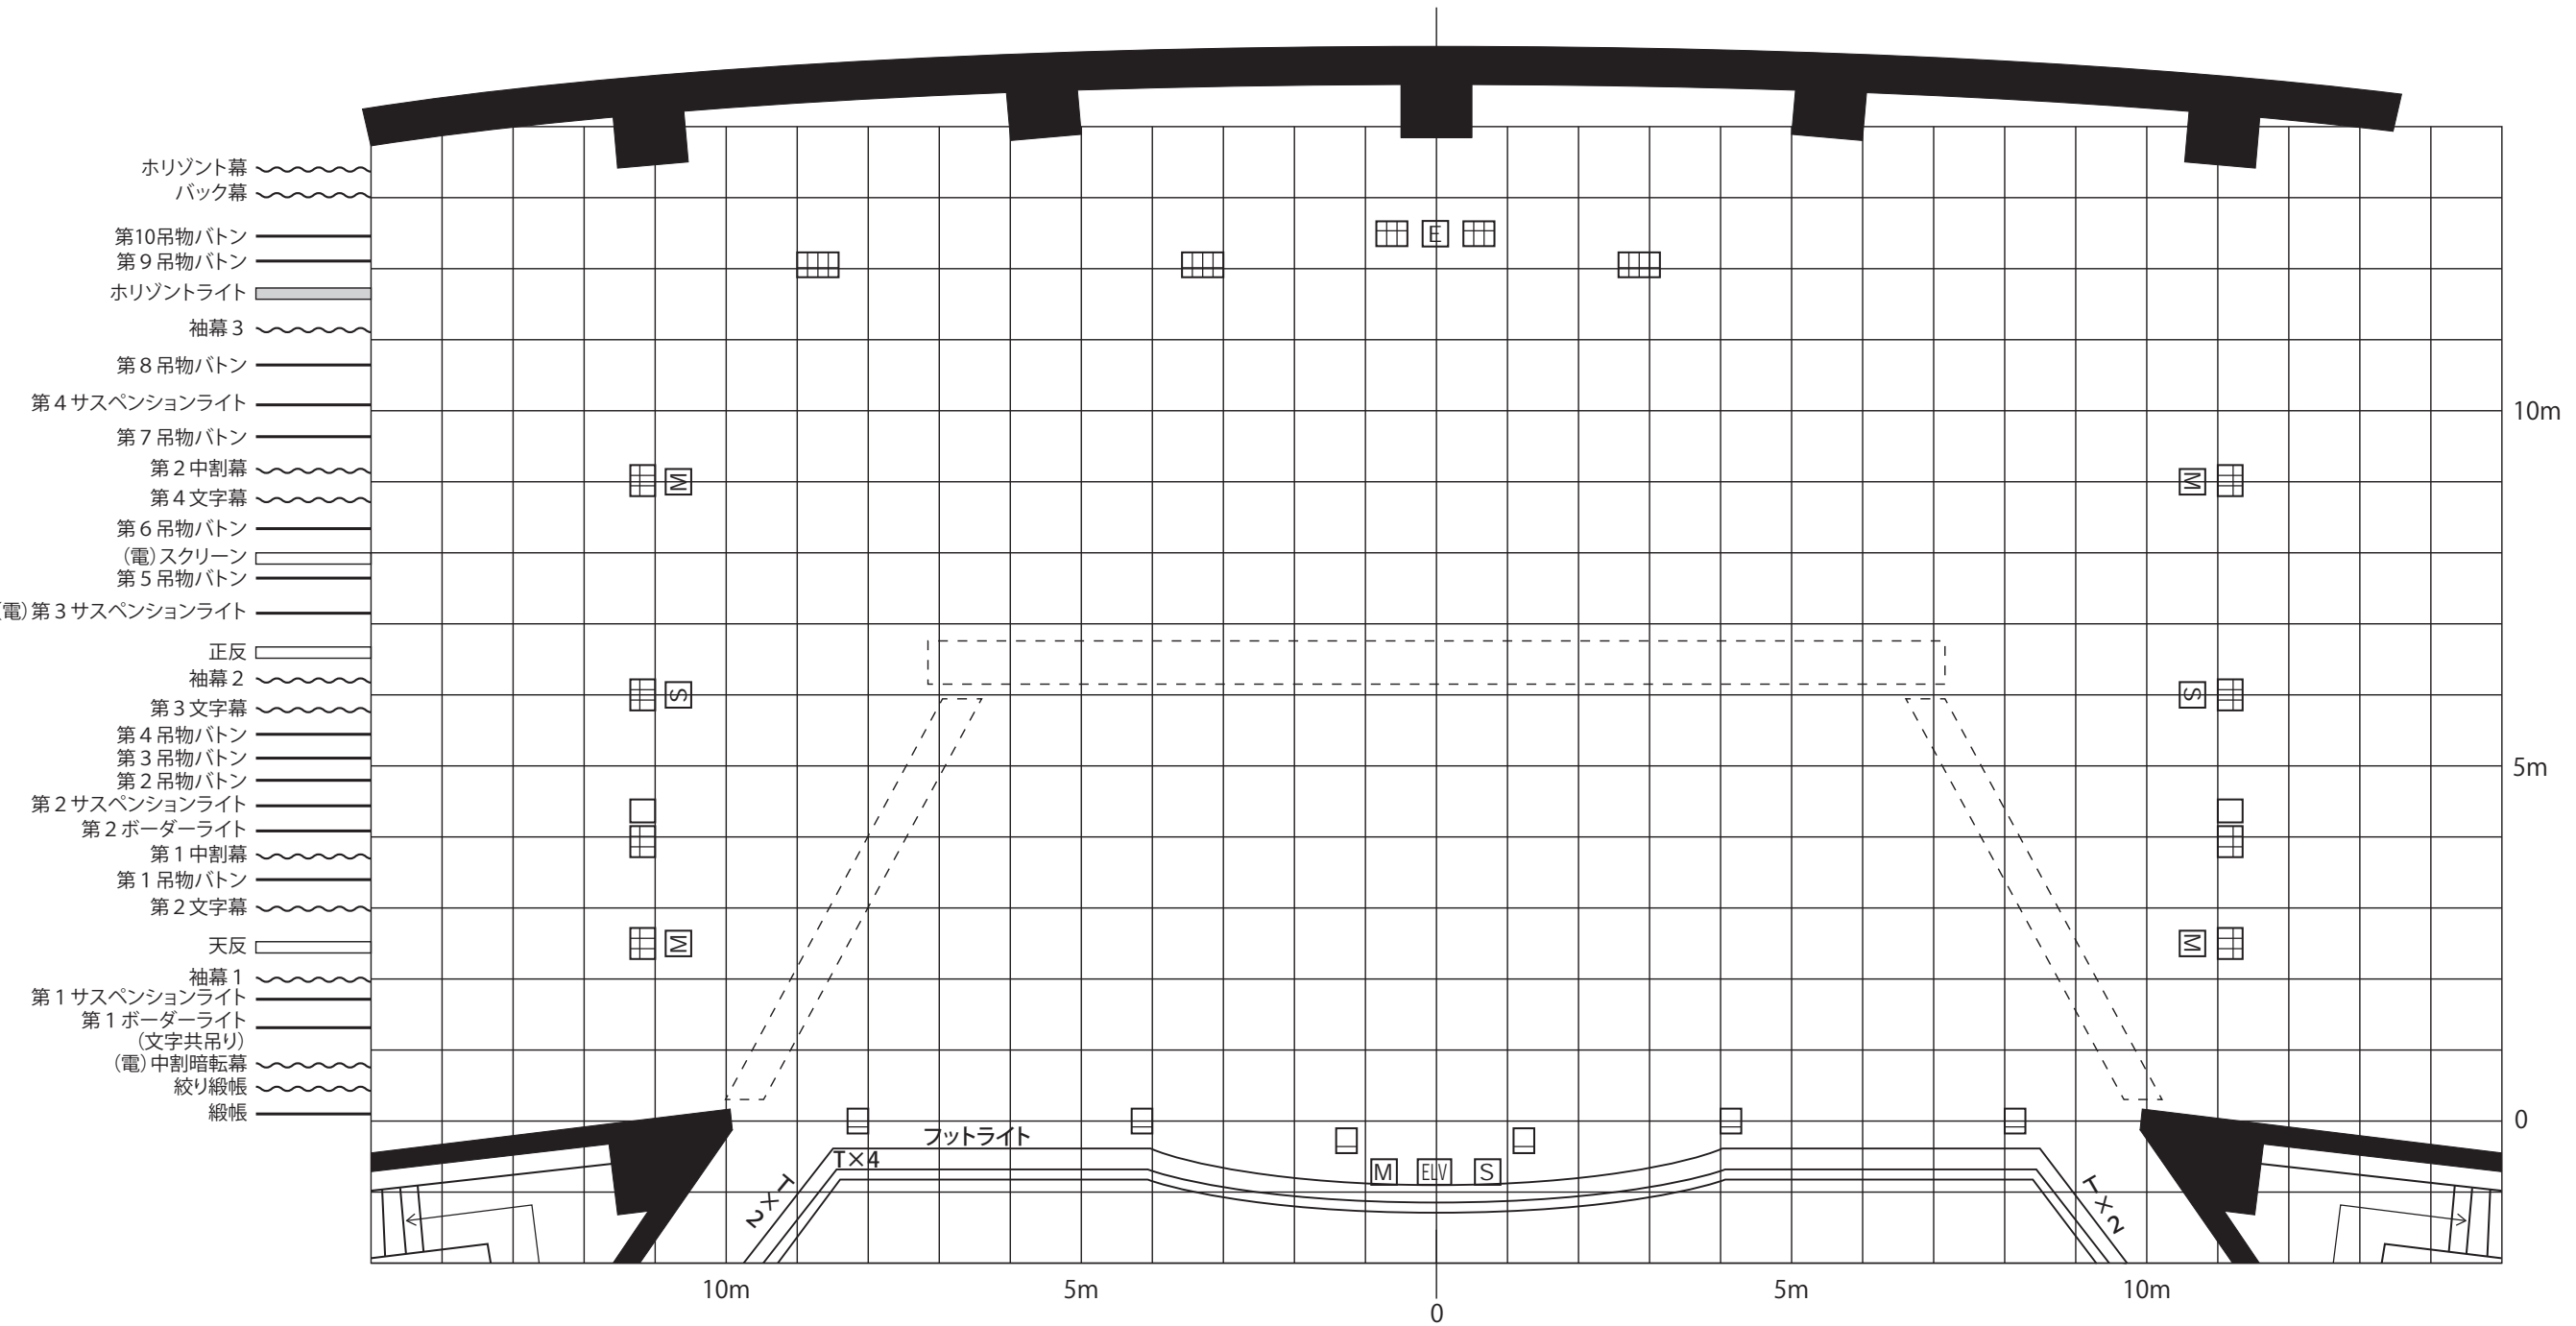 ホリゾント幕
バック幕
第10吊物バトン
第９吊物バトン
ホリゾントライト
袖幕３
第８吊物バトン
第４サスペンションライト
第７吊物バトン
第２中割幕
第４文字幕
第６吊物バトン
（電）スクリーン
第５吊物バトン
電）第３サスペンションライト
正反
袖幕２
第３文字幕
第４吊物バトン
第３吊物バトン
第２吊物バトン
第２サスペンションライト
第２ボーダーライト
第１中割幕
第１吊物バトン
第２文字幕
天反
袖幕１
第１サスペンションライト
第１ボーダーライト
（文字共吊り）
（電）中割暗転幕
絞り緞帳
緞帳
E
M
M
S
S
M
M
10m
5m
0
フットライト
T×4
T×2
T×2
M ELV S
10m
5m
0
5m
10m